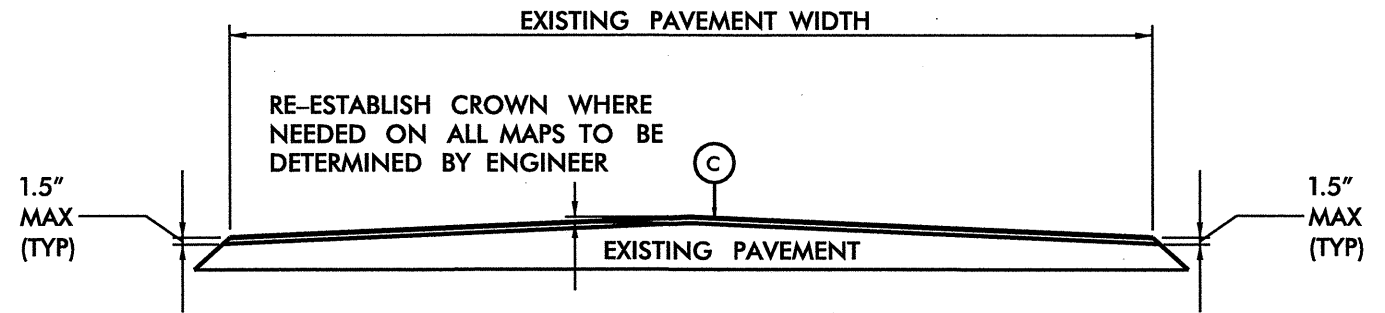 EXISTING PAVEMENT WIDTH
RE-ESTABLISH CROWN WHERE
NEEDED ON ALL MAPS TO BE
DETERMINED BY ENGINEER
C
1.5"
MAX
(TYP)
1.5"
MAX
(TYP)
EXISTING PAVEMENT